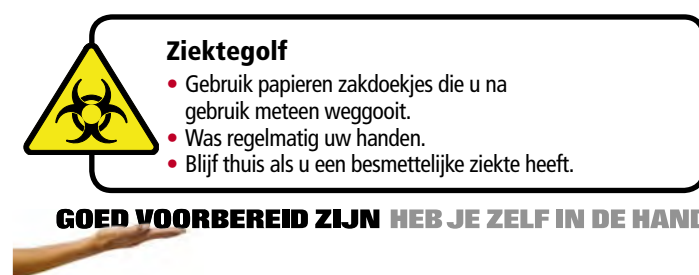 Ziektegolf
• Gebruik papieren zakdoekjes die u na
gebruik meteen weggooit.
• Was regelmatig uw handen.
• Blijf thuis als u een besmettelijke ziekte heeft.
GOED VOORBEREID ZIJN HEB JE ZELF IN DE HAND